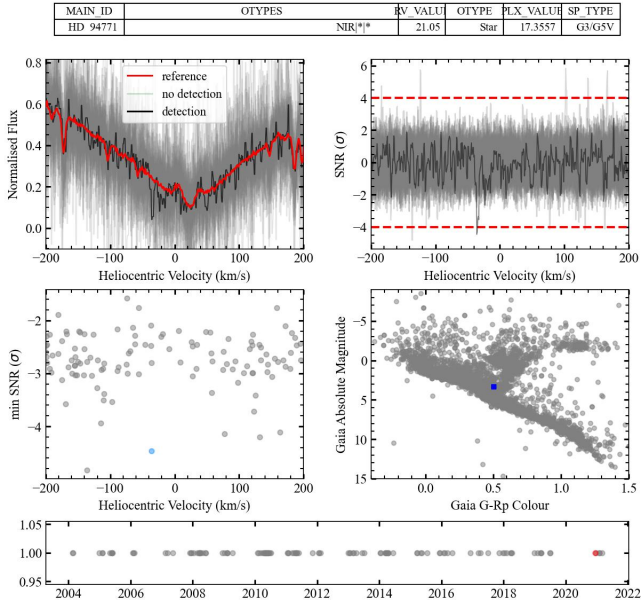 MAIN_ID OTYPES RV_VALU OTYPE PLX_VALUE SP_TYPE
HD 94771 NIR|*|* 21.05 Star 17.3557 G3/G5V
0.8
0.6
0.4
0.2
0.0
Normalised Flux
reference
no detection
detection
−200 −100 0 100 200
Heliocentric Velocity (km/s)
6
4
2
0
−2
−4
SNR (σ)
−200 −100 0 100 200
Heliocentric Velocity (km/s)
−2
−3
−4
min SNR (σ)
−200 −100 0 100 200
Heliocentric Velocity (km/s)
−5
0
5
10
15
Gaia Absolute Magnitude
0.0 0.5 1.0 1.5
Gaia G-Rp Colour
1.05
1.00
0.95
2004 2006 2008 2010 2012 2014 2016 2018 2020 2022